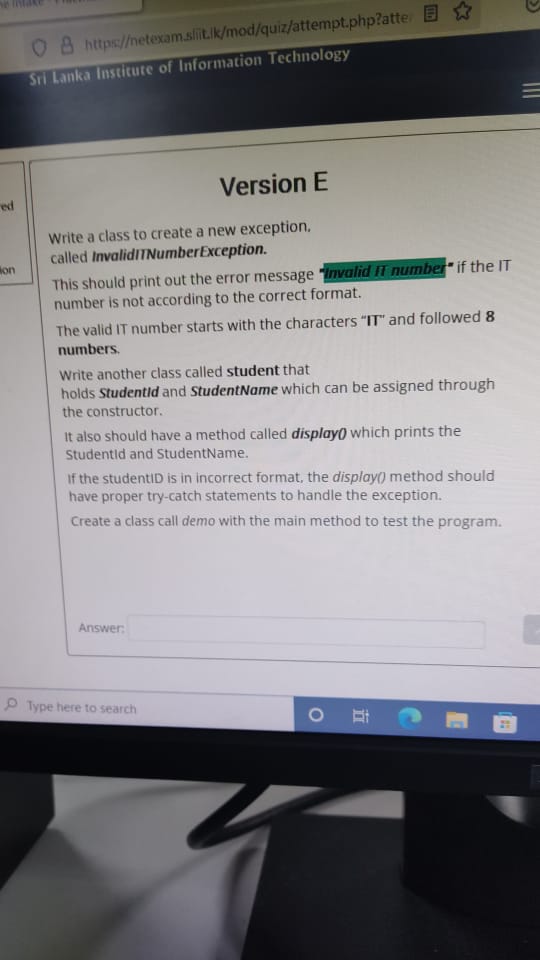 https://netexam.sliit.lk/mod/quiz/attempt.php?atte
Sri Lanka Institute of Information Technology
Version E
Write a class to create a new exception,
called InvalidITNumberException.
This should print out the error message "Invalid IT number" if the IT
number is not according to the correct format.
The valid IT number starts with the characters "IT" and followed 8
numbers.
Write another class called student that
holds StudentId and StudentName which can be assigned through
the constructor.
It also should have a method called display() which prints the
StudentId and StudentName.
If the studentID is in incorrect format, the display() method should
have proper try-catch statements to handle the exception.
Create a class call demo with the main method to test the program.
Answer:
Type here to search